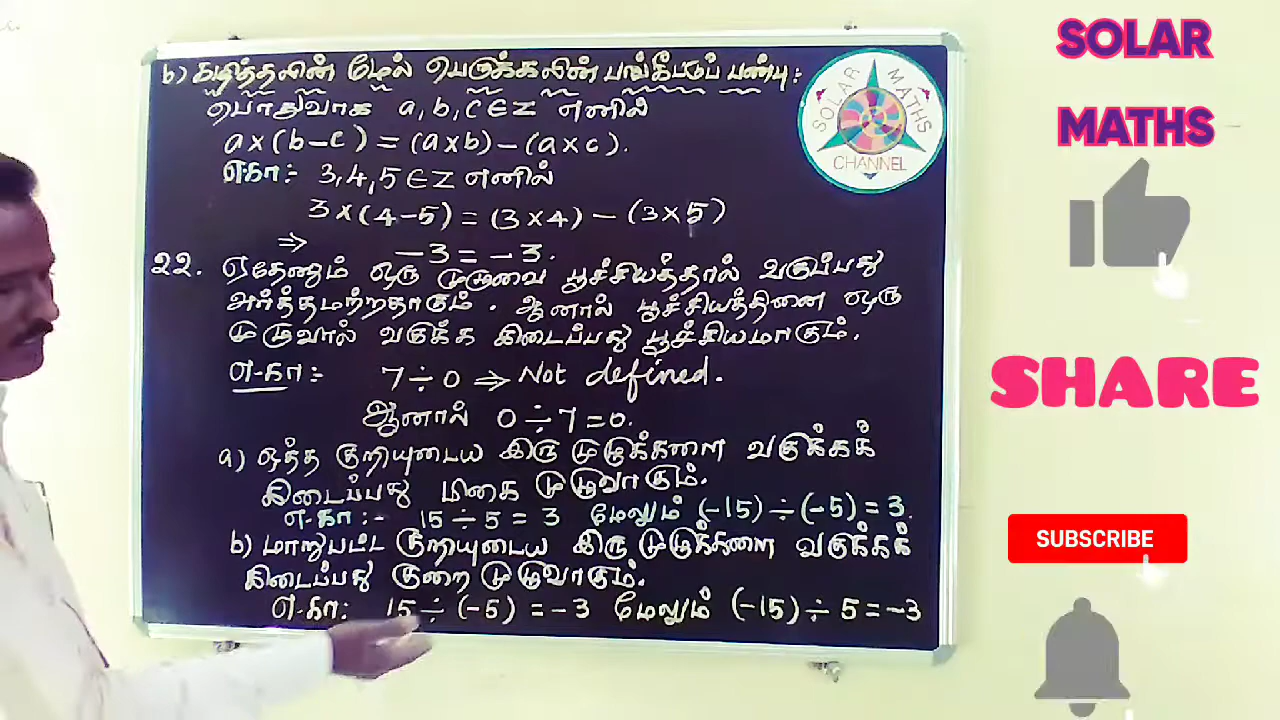 b) கழித்தலின் மேல் பெருக்கலின் பங்கீட்டுப் பண்பு :
பொதுவாக a, b, c ∈ Z எனில்
a × (b – c) = (a × b) – (a × c).
எ.கா :- 3, 4, 5 ∈ Z எனில்
3 × (4 – 5) = (3 × 4) – (3 × 5)
⇒ –3 = –3.
22. ஏதேனும் ஒரு முழுவை பூச்சியத்தால் வகுப்பது
அர்த்தமற்றதாகும். ஆனால் பூச்சியத்தினை ஒரு
முழுவால் வகுக்க கிடைப்பது பூச்சியமாகும்.
எ.கா :- 7 ÷ 0 ⇒ Not defined.
ஆனால் 0 ÷ 7 = 0.
a) ஒத்த குறியுடைய இரு முழுக்களை வகுக்கக்
கிடைப்பது மிகை முழுவாகும்.
எ.கா :- 15 ÷ 5 = 3 மேலும் (–15) ÷ (–5) = 3.
b) மாறுபட்ட குறியுடைய இரு முழுக்களை வகுக்கக்
கிடைப்பது குறை முழுவாகும்.
எ.கா : 15 ÷ (–5) = –3 மேலும் (–15) ÷ 5 = –3
SOLAR MATHS
CHANNEL
SOLAR
MATHS
SHARE
SUBSCRIBE